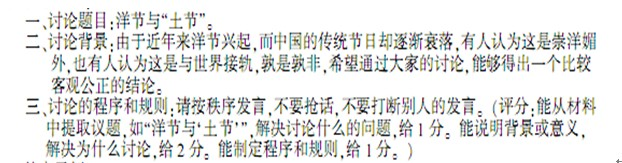 一、讨论题目:洋节与“土节”。
二、讨论背景:由于近年来洋节兴起,而中国的传统节日却逐渐衰落,有人认为这是崇洋媚
外,也有人认为这是与世界接轨,孰是孰非,希望通过大家的讨论,能够得出一个比较
客观公正的结论。
三、讨论的程序和规则:请按秩序发言,不要抢话,不要打断别人的发言。(评分:能从材料
中提取议题,如“洋节与‘土节’”,解决讨论什么的问题,给1分。能说明背景或意义,
解决为什么讨论,给2分。能制定程序和规则,给1分。)